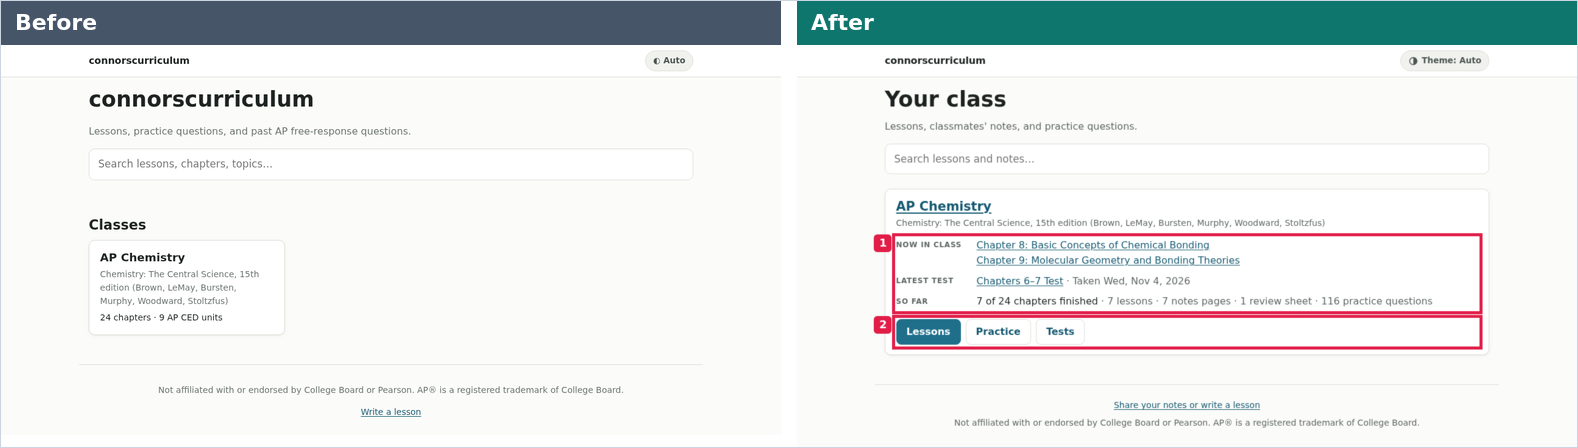 Before
connorscurriculum
◐ Auto
connorscurriculum
Lessons, practice questions, and past AP free-response questions.
Search lessons, chapters, topics...
Classes
AP Chemistry
Chemistry: The Central Science, 15th
edition (Brown, LeMay, Bursten,
Murphy, Woodward, Stoltzfus)
24 chapters · 9 AP CED units
Not affiliated with or endorsed by College Board or Pearson. AP® is a registered trademark of College Board.
Write a lesson
After
connorscurriculum
◑ Theme: Auto
Your class
Lessons, classmates' notes, and practice questions.
Search lessons and notes...
AP Chemistry
Chemistry: The Central Science, 15th edition (Brown, LeMay, Bursten, Murphy, Woodward, Stoltzfus)
1
NOW IN CLASS Chapter 8: Basic Concepts of Chemical Bonding
Chapter 9: Molecular Geometry and Bonding Theories
LATEST TEST Chapters 6–7 Test · Taken Wed, Nov 4, 2026
SO FAR 7 of 24 chapters finished · 7 lessons · 7 notes pages · 1 review sheet · 116 practice questions
2
Lessons Practice Tests
Share your notes or write a lesson
Not affiliated with or endorsed by College Board or Pearson. AP® is a registered trademark of College Board.